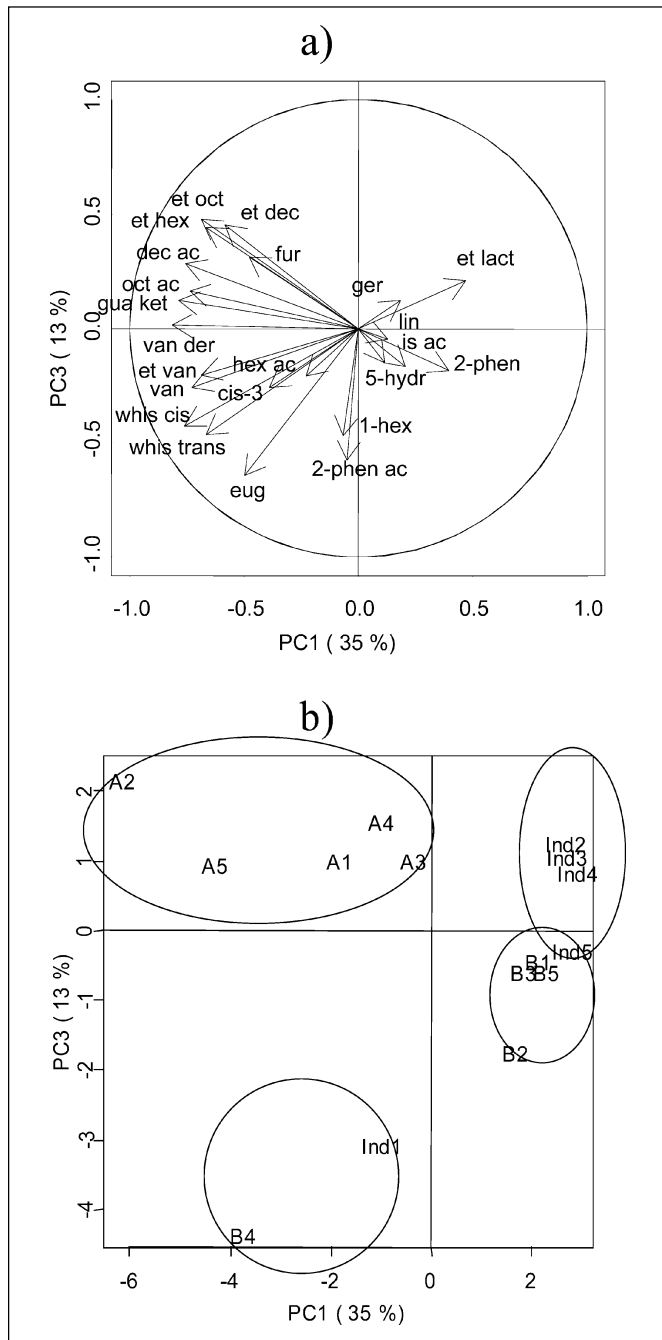 a)
1.0
et oct
et hex
et dec
0.5
dec ac
fur
et lact
oct ac
ger
gua ket
0.0
lin
van der
is ac
et van
hex ac
2-phen
van
cis-3
5-hydr
whis cis
1-hex
-0.5
whis trans
2-phen ac
eug
-1.0
PC3 ( 13 %)
-1.0 -0.5 0.0 0.5 1.0
PC1 ( 35 %)
b)
2
A2
A4
Ind2
1
A5 A1 A3
Ind3
Ind4
0
Ind5
B1
B3 B5
-1
B2
-2
-3
Ind1
-4
B4
PC3 ( 13 %)
-6 -4 -2 0 2
PC1 ( 35 %)